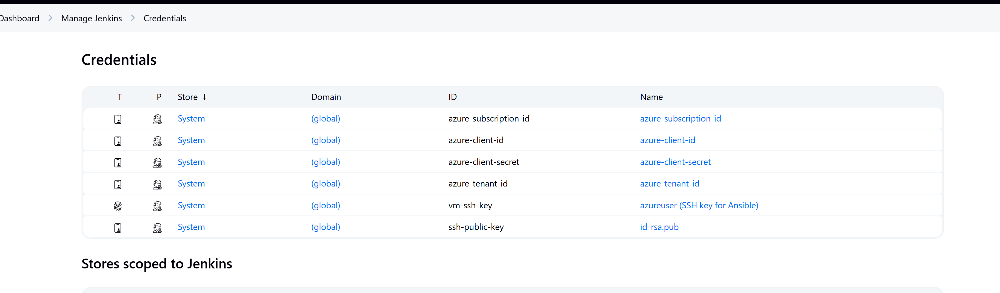 Dashboard > Manage Jenkins > Credentials
Credentials
T P Store ↓ Domain ID Name
System (global) azure-subscription-id azure-subscription-id
System (global) azure-client-id azure-client-id
System (global) azure-client-secret azure-client-secret
System (global) azure-tenant-id azure-tenant-id
System (global) vm-ssh-key azureuser (SSH key for Ansible)
System (global) ssh-public-key id_rsa.pub
Stores scoped to Jenkins